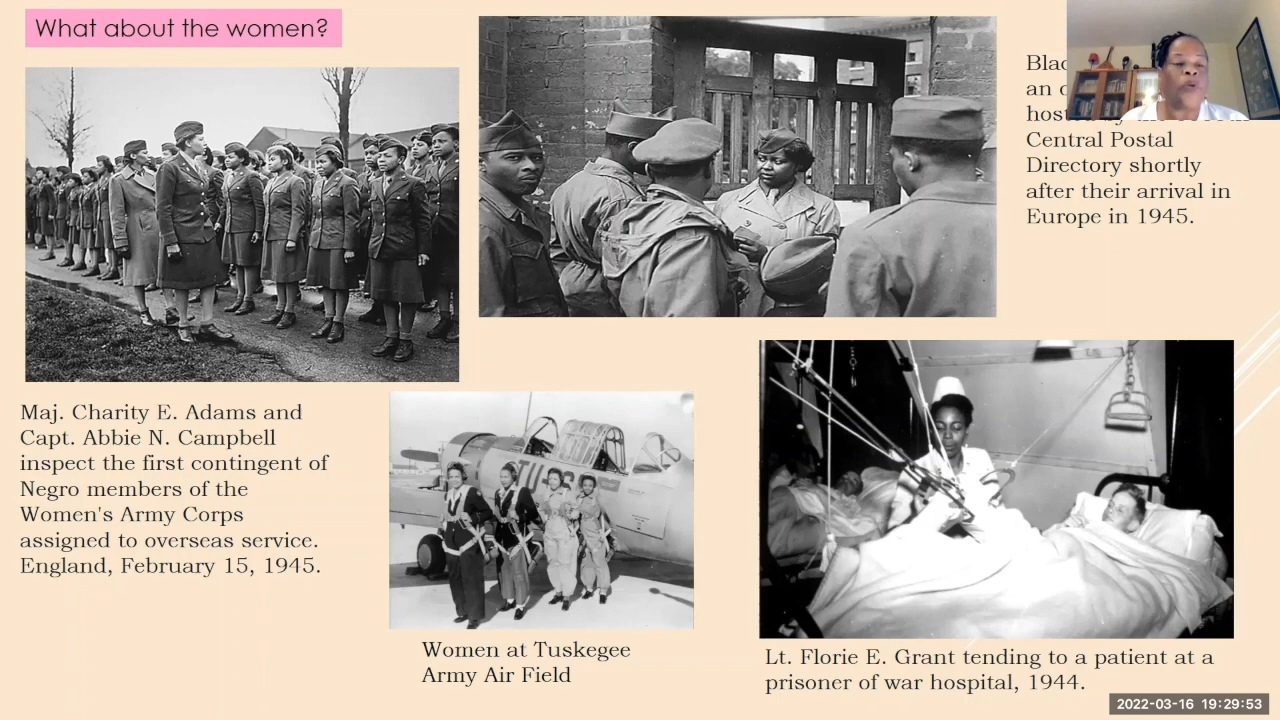 What about the women?
an
Central Postal
Directory shortly
after their arrival in
Europe in 1945.
Maj. Charity E. Adams and
Capt. Abbie N. Campbell
inspect the first contingent of
Negro members of the
Women's Army Corps
assigned to overseas service.
England, February 15, 1945.
Women at Tuskegee
Army Air Field
Lt. Florie E. Grant tending to a patient at a
prisoner of war hospital, 1944.
2022-03-16 19:29:53